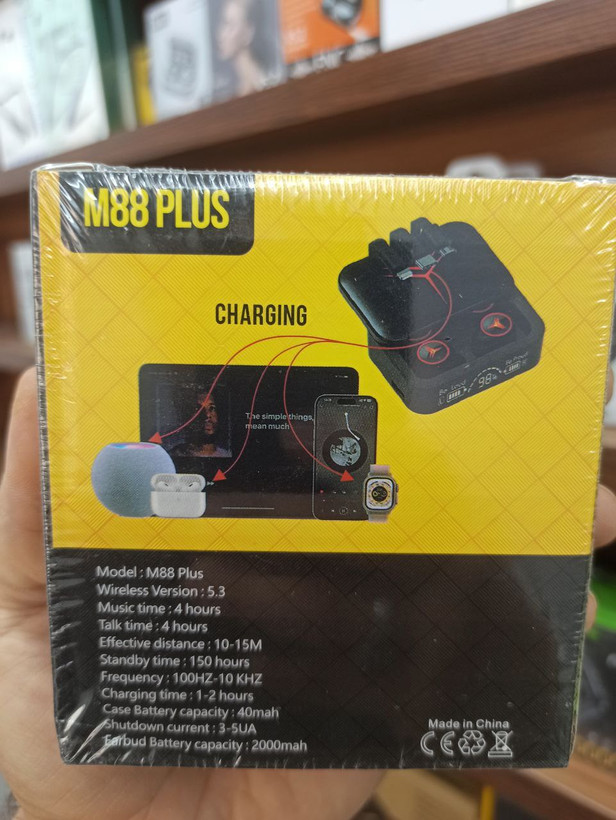 M88 PLUS
CHARGING
The simple things,
mean much
98%
Model : M88 Plus
Wireless Version : 5.3
Music time : 4 hours
Talk time : 4 hours
Effective distance : 10-15M
Standby time : 150 hours
Frequency : 100HZ-10 KHZ
Charging time : 1-2 hours
Case Battery capacity : 40mah
Shutdown current : 3-5UA
Earbud Battery capacity : 2000mah
Made in China
CE